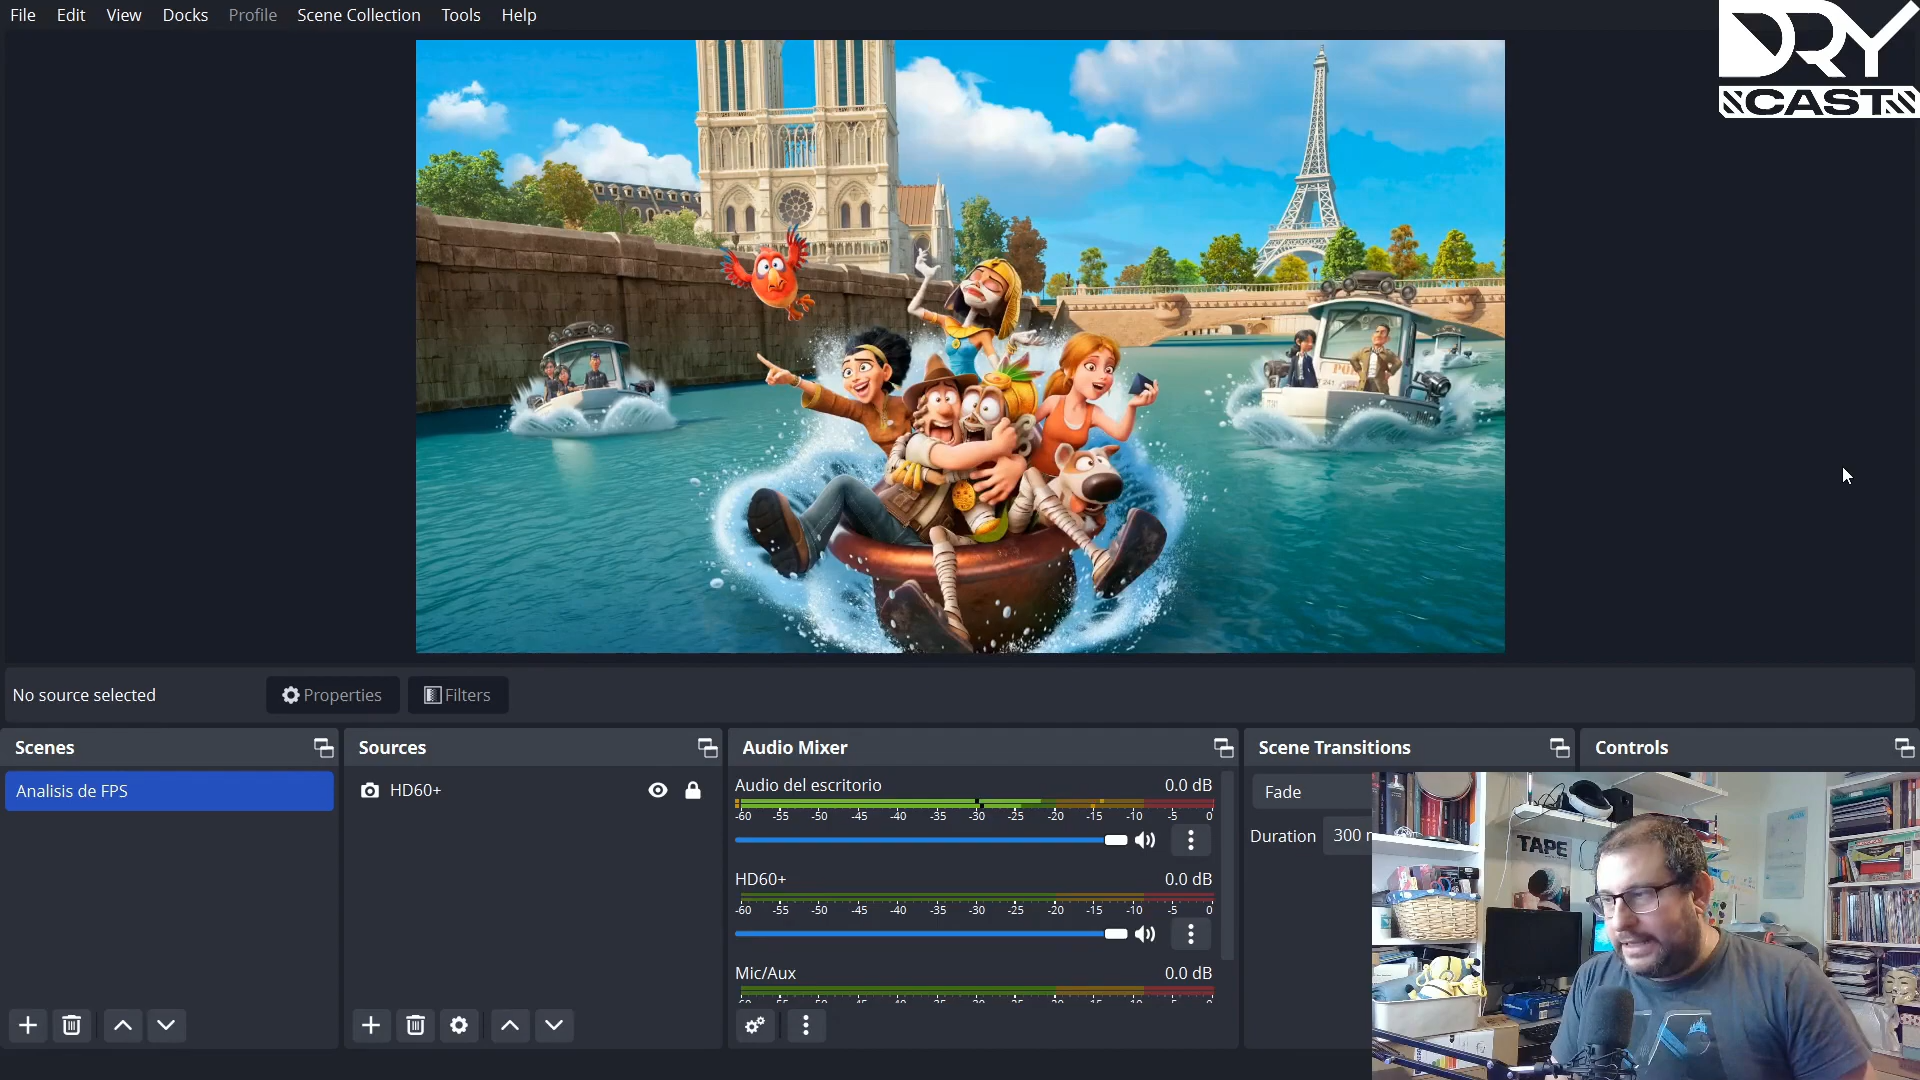 File Edit View Docks Profile Scene Collection Tools Help
DRY
CAST
No source selected
Properties
Filters
Scenes
Sources
Audio Mixer
Scene Transitions
Controls
Analisis de FPS
HD60+
Audio del escritorio 0.0 dB
-60 -55 -50 -45 -40 -35 -30 -25 -20 -15 -10 -5 0
HD60+ 0.0 dB
-60 -55 -50 -45 -40 -35 -30 -25 -20 -15 -10 -5 0
Mic/Aux 0.0 dB
Fade
Duration 300
TAPE